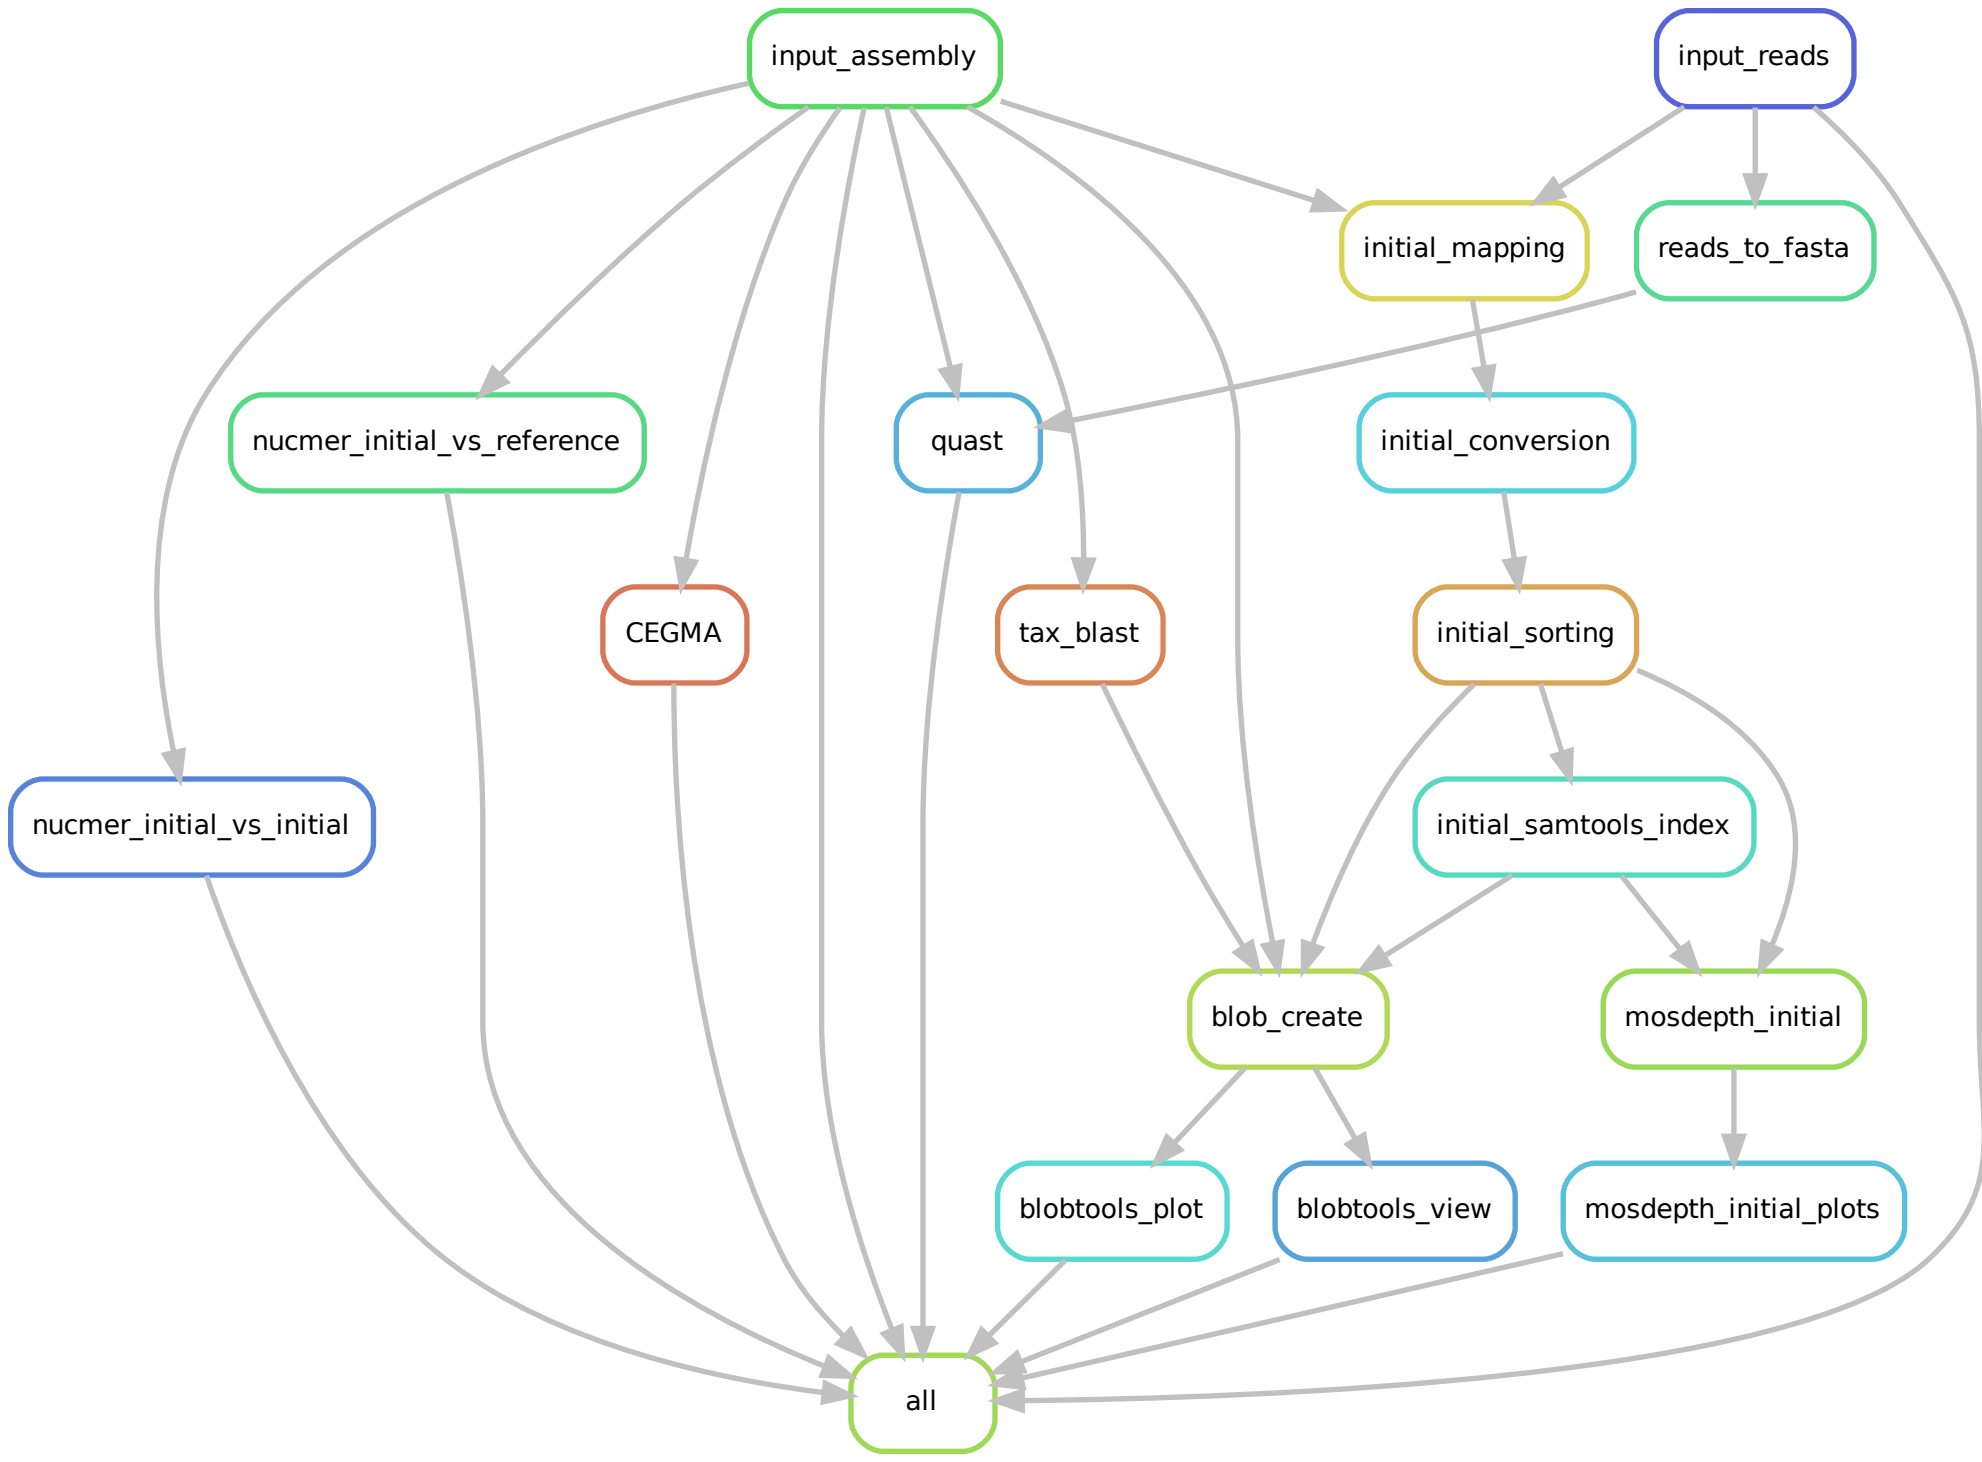 input_assembly
input_reads
initial_mapping
reads_to_fasta
nucmer_initial_vs_reference
quast
initial_conversion
CEGMA
tax_blast
initial_sorting
nucmer_initial_vs_initial
initial_samtools_index
blob_create
mosdepth_initial
blobtools_plot
blobtools_view
mosdepth_initial_plots
all